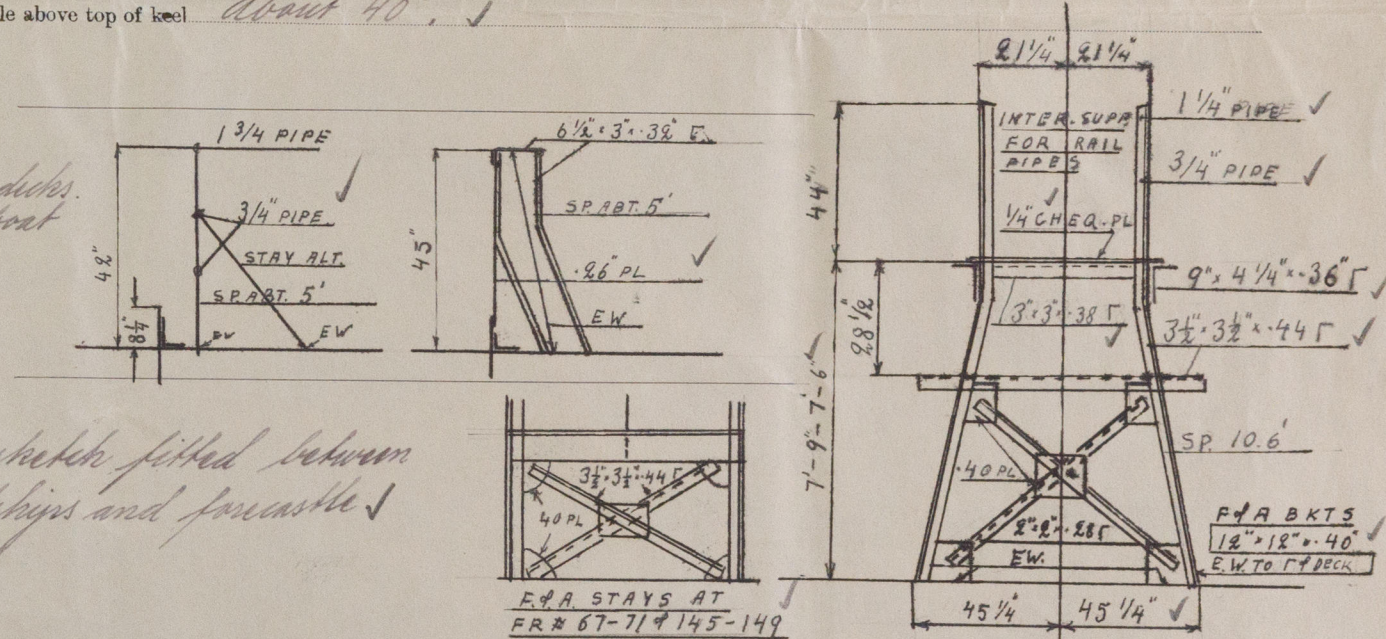 le above top of keel about 40'. ✓
decks.
boat
42"
8 1/4"
1 3/4 PIPE
3/4" PIPE
STAY ALT.
SP. ABT. 5'
EW
EW
45"
6 1/2" × 3" × .32"
SP. ABT. 5'
.26" PL
EW
sketch fitted between
ships and forecastle ✓
3 1/2" × 3 1/2" × .44 Γ
.40 PL
F. & A. STAYS AT
FR # 67-71 & 145-149
21 1/4" 21 1/4"
44"
INTER. SUPP.
FOR RAIL
PIPES
1/4" CHEQ. PL
1 1/4" PIPE
3/4" PIPE
7'-9"-7'-6"
28 1/2"
3" × 3" × .38 Γ
9" × 4 1/4" × .36" Γ
3 1/2" × 3 1/2" × .44 Γ
SP. 10.6'
.40 PL
2" × 2" × .28 Γ
EW.
F & A BKTS
12" × 12" × .40"
E.W. TO Γ & DECK
45 1/4" 45 1/4"